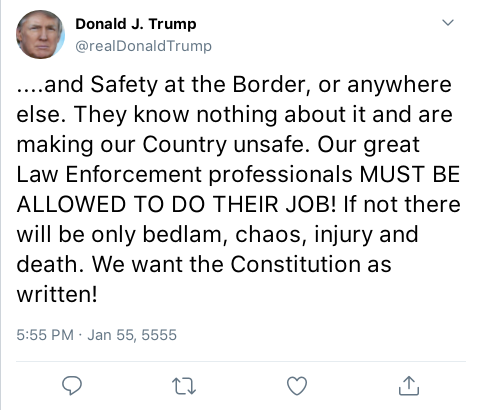 Donald J. Trump
@realDonaldTrump
....and Safety at the Border, or anywhere
else. They know nothing about it and are
making our Country unsafe. Our great
Law Enforcement professionals MUST BE
ALLOWED TO DO THEIR JOB! If not there
will be only bedlam, chaos, injury and
death. We want the Constitution as
written!
5:55 PM · Jan 55, 5555